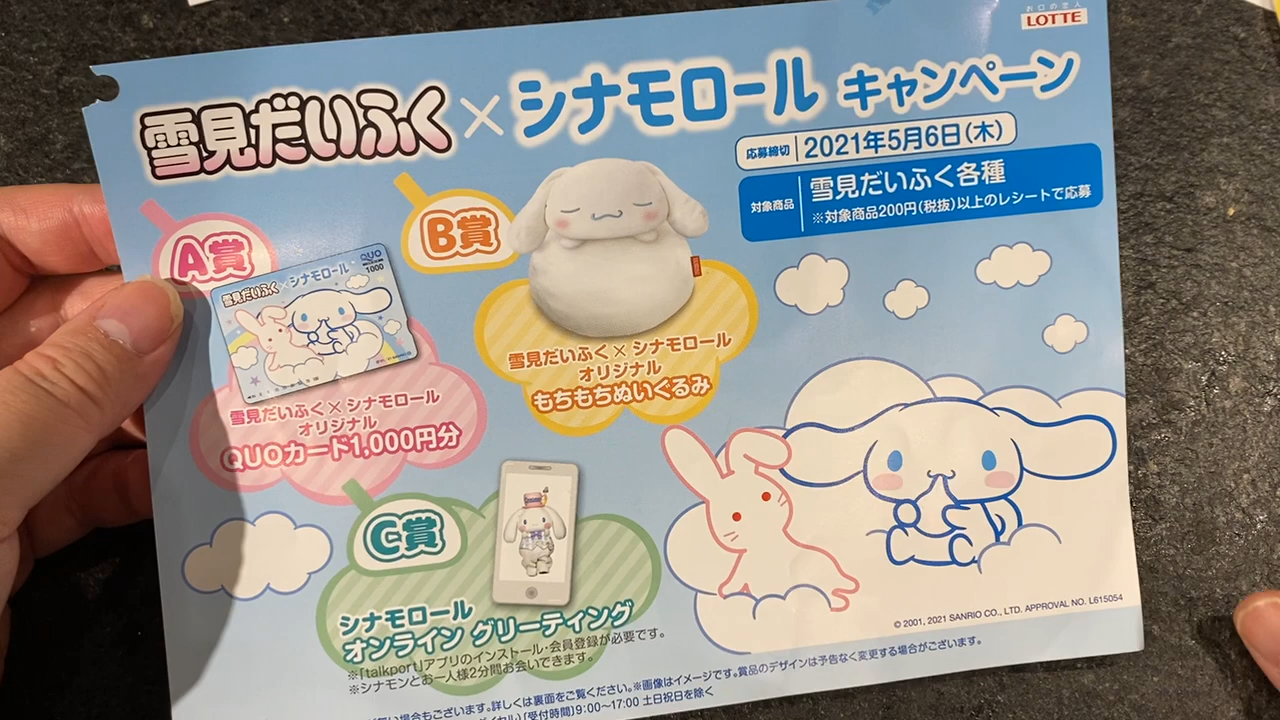 お口の恋人
LOTTE
雪見だいふく×シナモロール キャンペーン
応募締切 2021年5月6日(木)
対象商品 雪見だいふく各種
※対象商品200円(税抜)以上のレシートで応募
A賞
QUO
1000
雪見だいふく×シナモロール
雪見だいふく×シナモロール
オリジナル
QUOカード1,000円分
B賞
雪見だいふく×シナモロール
オリジナル
もちもちぬいぐるみ
C賞
シナモロール
オンライン グリーティング
※「talkport」アプリのインストール・会員登録が必要です。
※シナモンとお一人様2分間お会いできます。
© 2001, 2021 SANRIO CO., LTD. APPROVAL NO. L615054
い場合もございます。詳しくは裏面をご覧ください。※画像はイメージです。賞品のデザインは予告なく変更する場合がございます。
[受付時間]9:00~17:00 土日祝日を除く